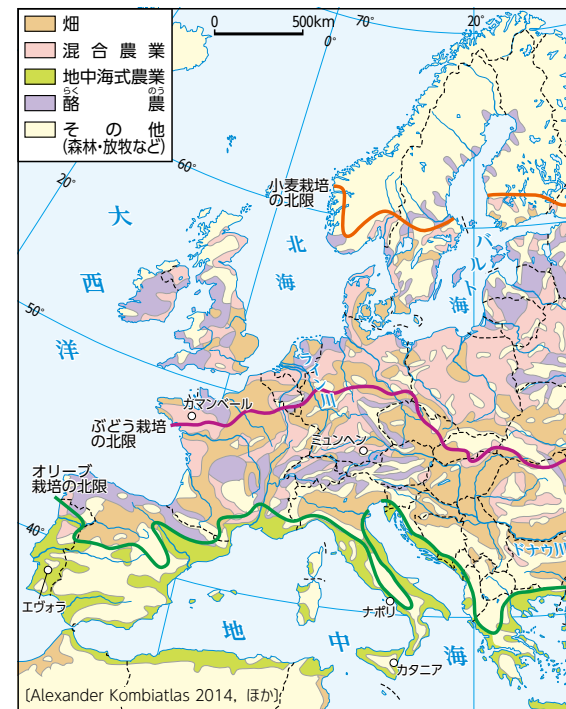 畑
混合農業
地中海式農業
らく のう
酪農
その他
(森林・放牧など)
0 500km
0°
70°
20°
60°
20°
小麦栽培
の北限
大西洋
北海
バルト海
50°
ライン川
カマンベール
ぶどう栽培
の北限
ミュンヘン
オリーブ
栽培の北限
40°
ドナウ川
エヴォラ
ナポリ
地中海
カタニア
[Alexander Kombiatlas 2014, ほか]